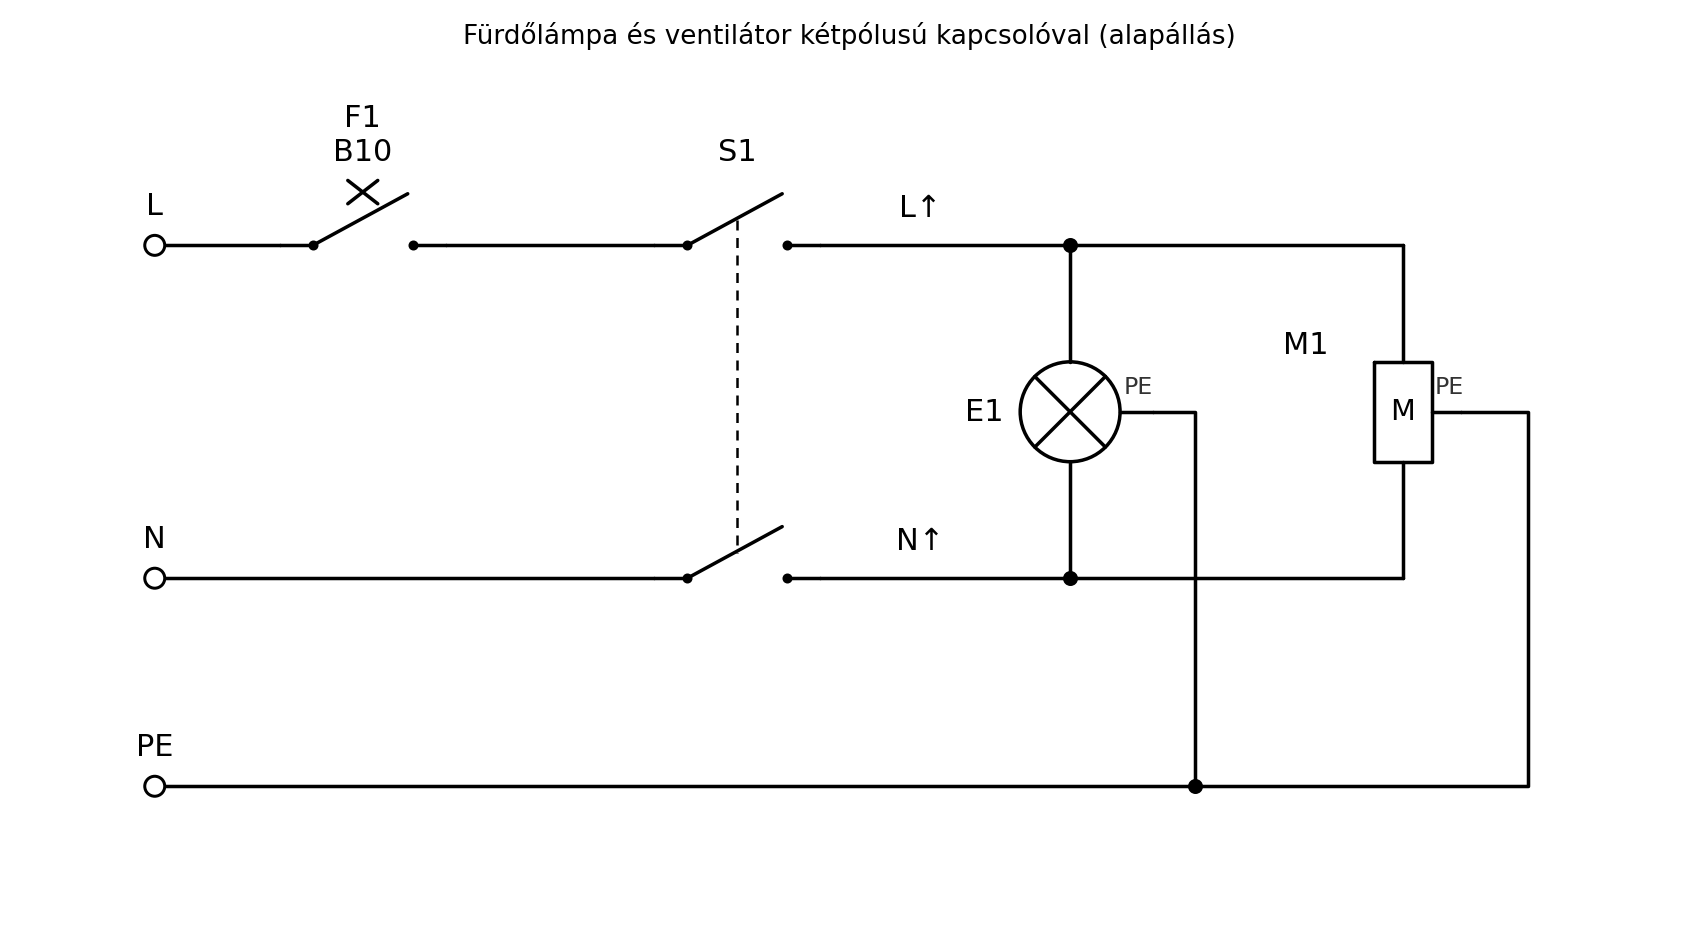 Fürdőlámpa és ventilátor kétpólusú kapcsolóval (alapállás)
F1
B10
S1
L
L↑
M1
PE
PE
E1
M
N
N↑
PE